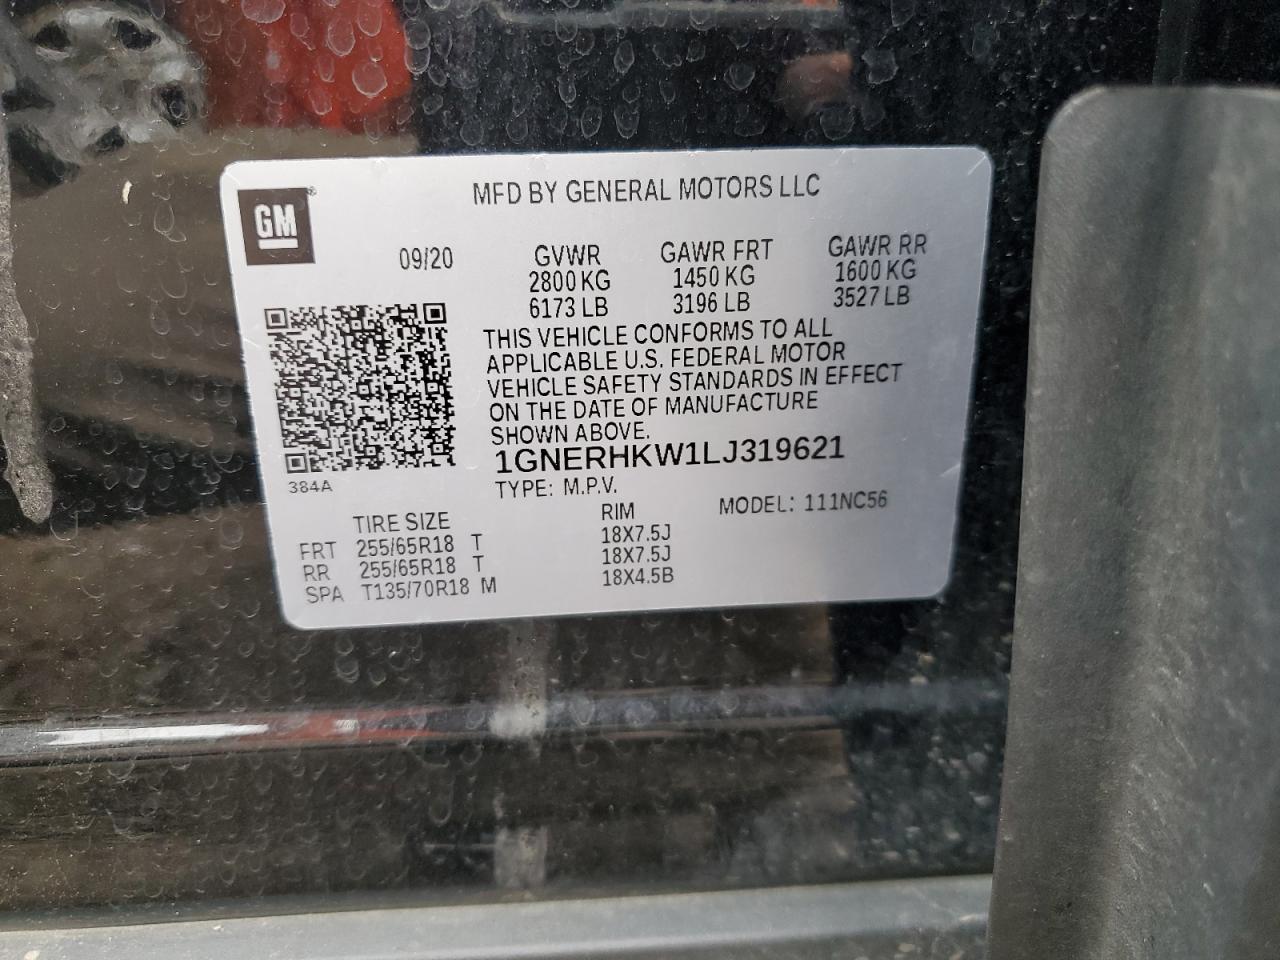 MFD BY GENERAL MOTORS LLC
GM ®
09/20
GVWR GAWR FRT GAWR RR
2800 KG 1450 KG 1600 KG
6173 LB 3196 LB 3527 LB
THIS VEHICLE CONFORMS TO ALL
APPLICABLE U.S. FEDERAL MOTOR
VEHICLE SAFETY STANDARDS IN EFFECT
ON THE DATE OF MANUFACTURE
SHOWN ABOVE.
1GNERHKW1LJ319621
384A
TYPE: M.P.V. MODEL: 111NC56
TIRE SIZE RIM
FRT 255/65R18 T 18X7.5J
RR 255/65R18 T 18X7.5J
SPA T135/70R18 M 18X4.5B